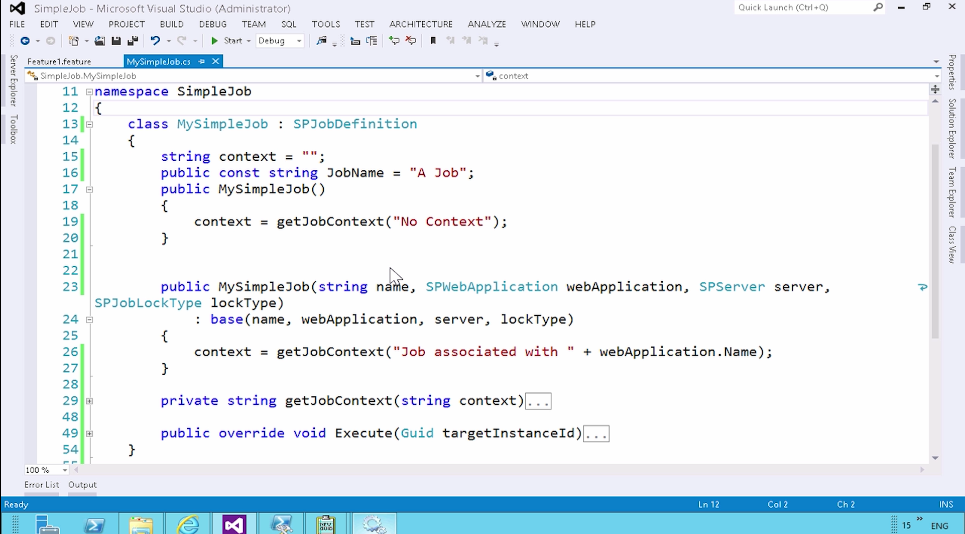 SimpleJob - Microsoft Visual Studio (Administrator)
Quick Launch (Ctrl+Q)
FILE EDIT VIEW PROJECT BUILD DEBUG TEAM SQL TOOLS TEST ARCHITECTURE ANALYZE WINDOW HELP
Start Debug
Server Explorer
Toolbox
Feature1.feature MySimpleJob.cs
SimpleJob.MySimpleJob context
11 namespace SimpleJob
12 {
13 class MySimpleJob : SPJobDefinition
14 {
15 string context = "";
16 public const string JobName = "A Job";
17 public MySimpleJob()
18 {
19 context = getJobContext("No Context");
20 }
21
22
23 public MySimpleJob(string name, SPWebApplication webApplication, SPServer server,
SPJobLockType lockType)
24 : base(name, webApplication, server, lockType)
25 {
26 context = getJobContext("Job associated with " + webApplication.Name);
27 }
28
29 private string getJobContext(string context)...
48
49 public override void Execute(Guid targetInstanceId)...
54 }
55
Properties
Solution Explorer
Team Explorer
Class View
100 %
Error List Output
Ready Ln 12 Col 2 Ch 2 INS
15 ENG